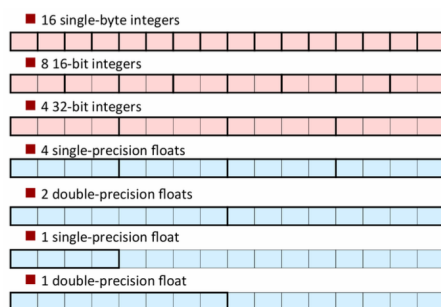 16 single-byte integers
8 16-bit integers
4 32-bit integers
4 single-precision floats
2 double-precision floats
1 single-precision float
1 double-precision float